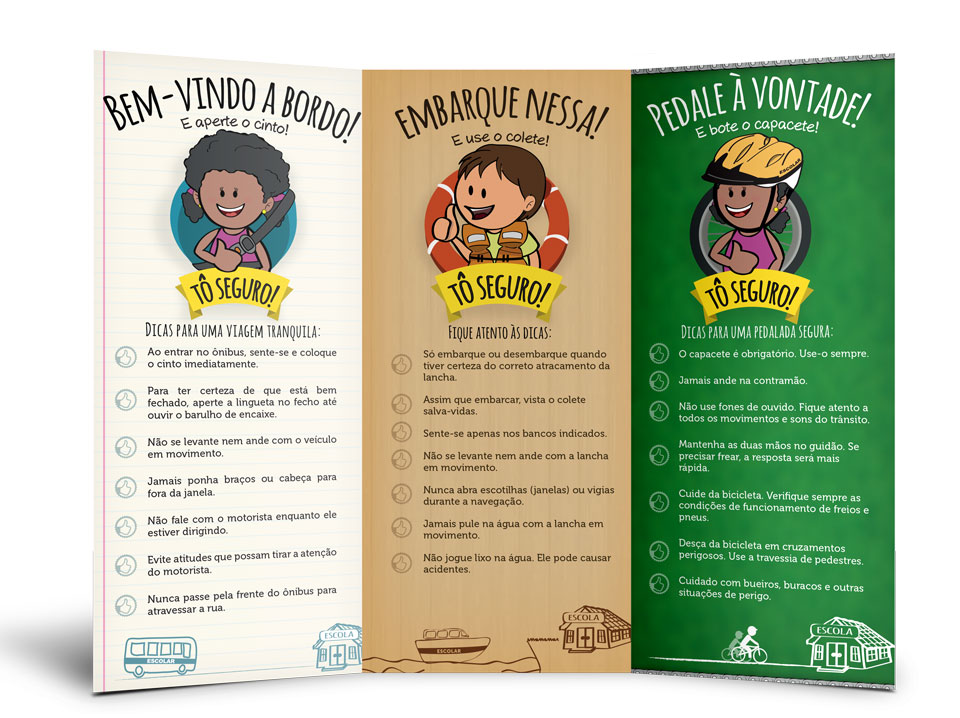 BEM-VINDO A BORDO!
E aperte o cinto!
TÔ SEGURO!
Dicas para uma viagem tranquila:
Ao entrar no ônibus, sente-se e coloque
o cinto imediatamente.
Para ter certeza de que está bem
fechado, aperte a lingueta no fecho até
ouvir o barulho de encaixe.
Não se levante nem ande com o veículo
em movimento.
Jamais ponha braços ou cabeça para
fora da janela.
Não fale com o motorista enquanto ele
estiver dirigindo.
Evite atitudes que possam tirar a atenção
do motorista.
Nunca passe pela frente do ônibus para
atravessar a rua.
ESCOLAR
ESCOLA
EMBARQUE NESSA!
E use o colete!
TÔ SEGURO!
Fique atento às dicas:
Só embarque ou desembarque quando
tiver certeza do correto atracamento da
lancha.
Assim que embarcar, vista o colete
salva-vidas.
Sente-se apenas nos bancos indicados.
Não se levante nem ande com a lancha
em movimento.
Nunca abra escotilhas (janelas) ou vigias
durante a navegação.
Jamais pule na água com a lancha em
movimento.
Não jogue lixo na água. Ele pode causar
acidentes.
ESCOLAR
ESCOLA
PEDALE À VONTADE!
E bote o capacete!
ESCOLAR
TÔ SEGURO!
Dicas para uma pedalada segura:
O capacete é obrigatório. Use-o sempre.
Jamais ande na contramão.
Não use fones de ouvido. Fique atento a
todos os movimentos e sons do trânsito.
Mantenha as duas mãos no guidão. Se
precisar frear, a resposta será mais
rápida.
Cuide da bicicleta. Verifique sempre as
condições de funcionamento de freios e
pneus.
Desça da bicicleta em cruzamentos
perigosos. Use a travessia de pedestres.
Cuidado com bueiros, buracos e outras
situações de perigo.
ESCOLA